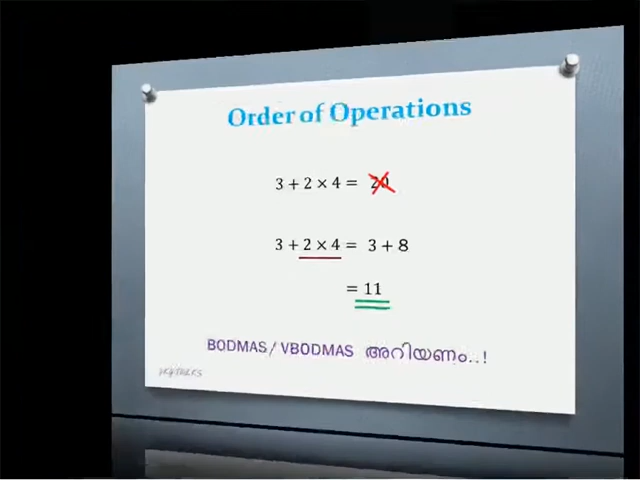 Order of Operations
3 + 2 × 4 = 20
3 + 2 × 4 = 3 + 8
= 11
BODMAS / VBODMAS അറിയണം..!